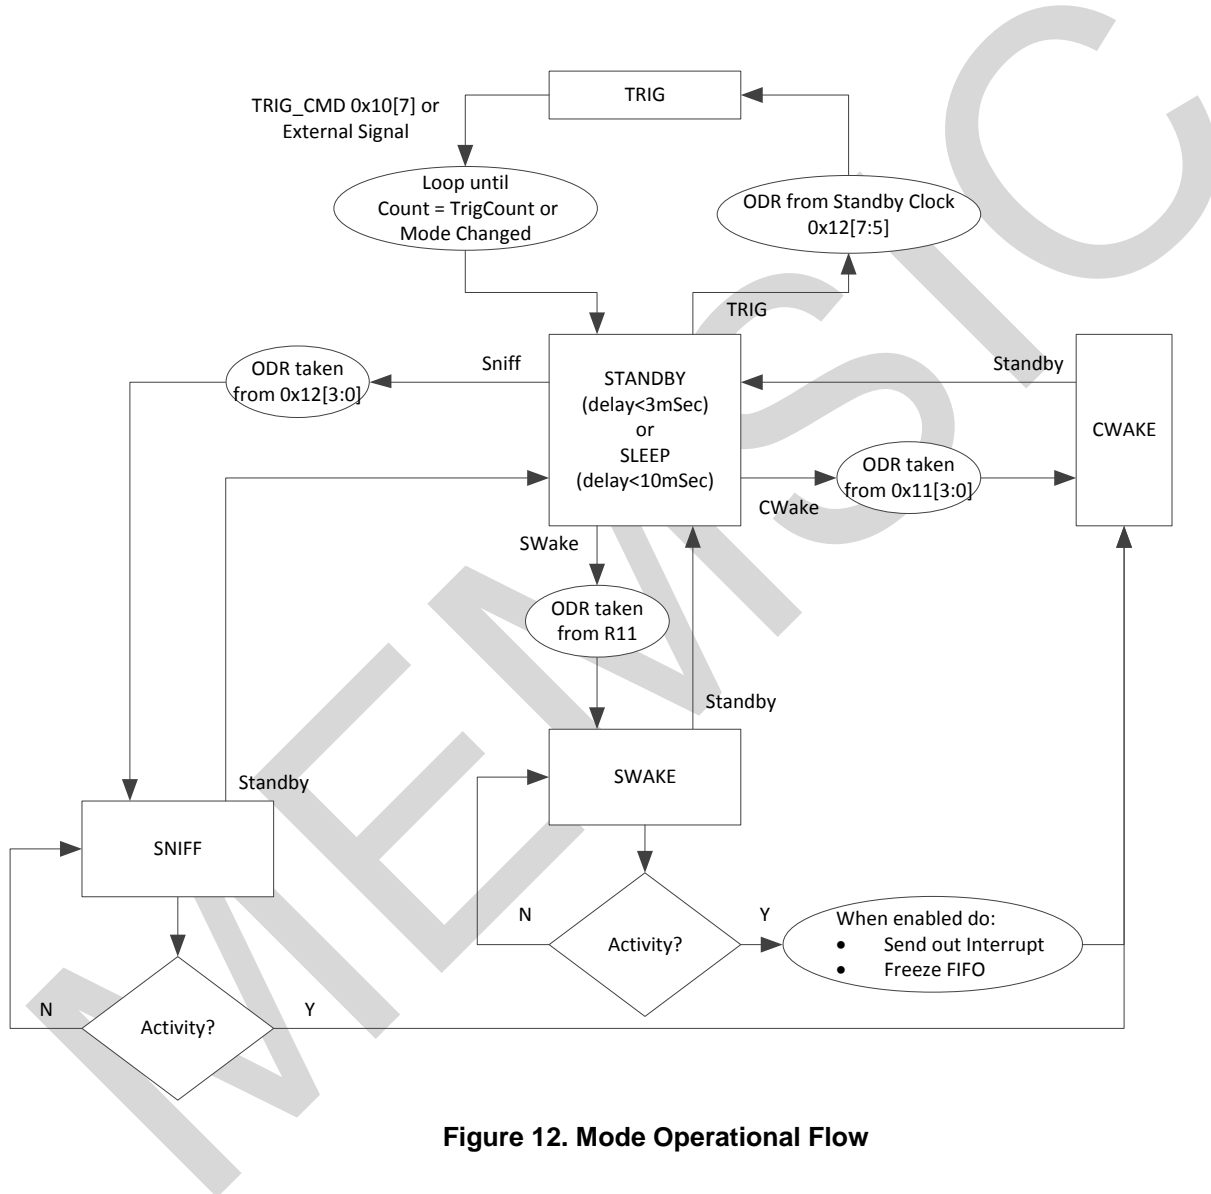 TRIG
TRIG_CMD 0x10[7] or
External Signal
Loop until
Count = TrigCount or
Mode Changed
ODR from Standby Clock
0x12[7:5]
TRIG
Sniff
ODR taken
from 0x12[3:0]
STANDBY
(delay<3mSec)
or
SLEEP
(delay<10mSec)
Standby
CWAKE
ODR taken
from 0x11[3:0]
CWake
SWake
ODR taken
from R11
Standby
Standby
SWAKE
SNIFF
Activity?
N
Y
When enabled do:
• Send out Interrupt
• Freeze FIFO
Activity?
N
Y
MEMSIC
Figure 12. Mode Operational Flow